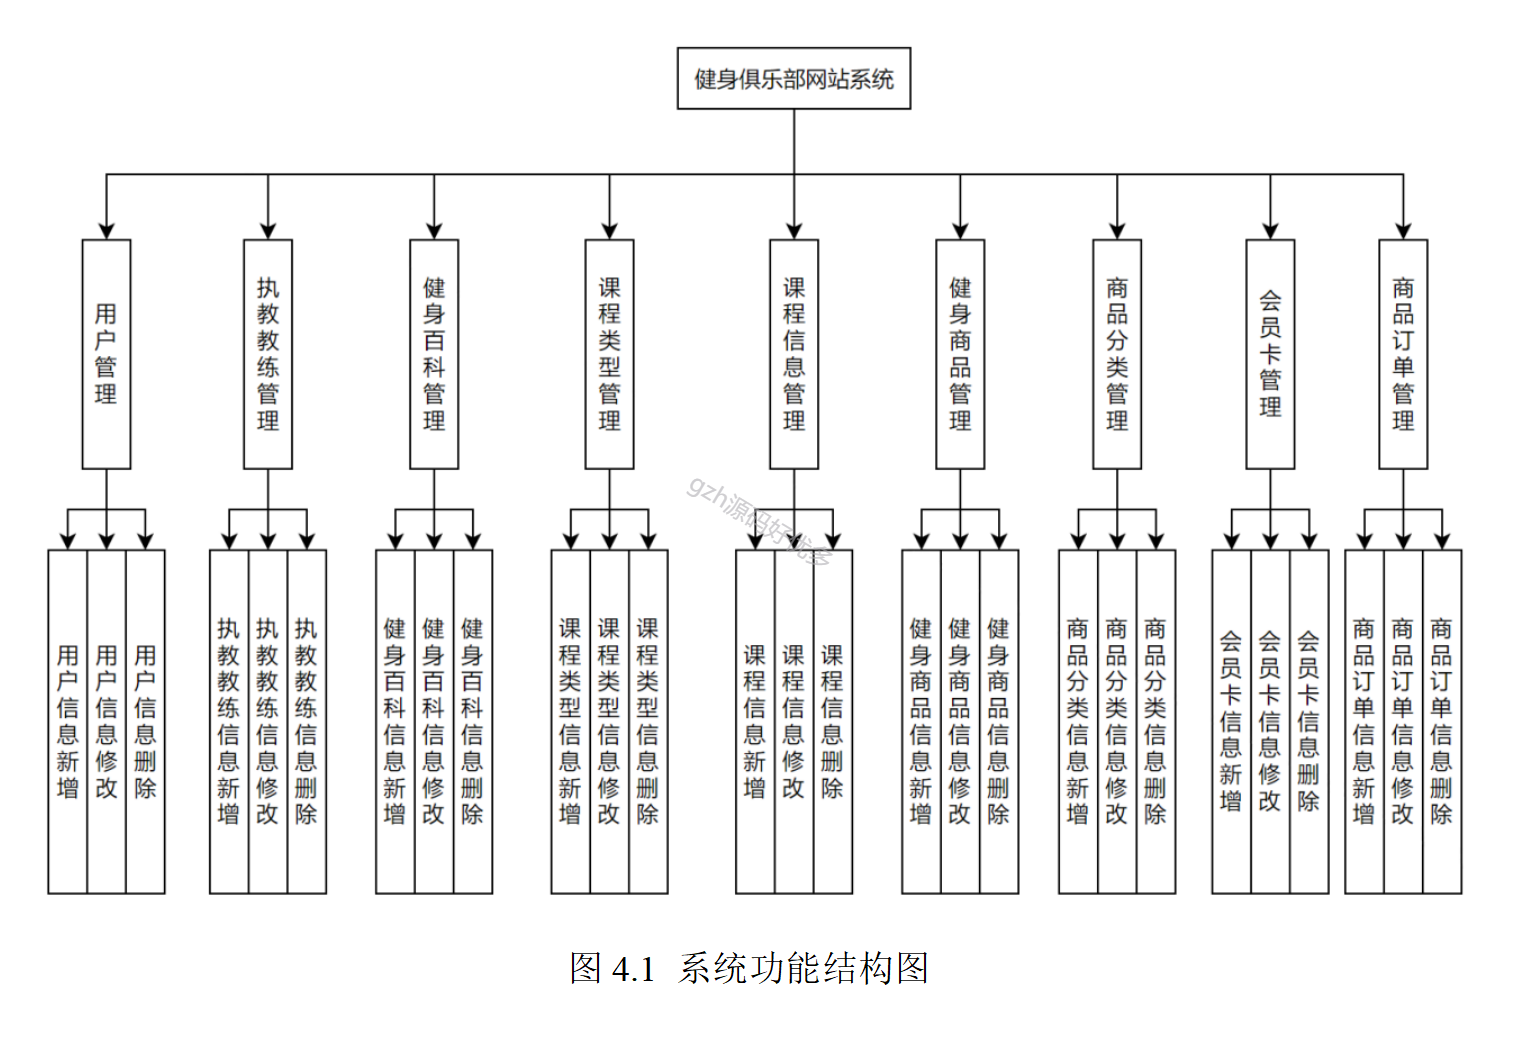 健身俱乐部网站系统
用户管理
执教教练管理
健身百科管理
课程类型管理
课程信息管理
健身商品管理
商品分类管理
会员卡管理
商品订单管理
gzh源码好优多
用户信息新增
用户信息修改
用户信息删除
执教教练信息新增
执教教练信息修改
执教教练信息删除
健身百科信息新增
健身百科信息修改
健身百科信息删除
课程类型信息新增
课程类型信息修改
课程类型信息删除
课程信息新增
课程信息修改
课程信息删除
健身商品信息新增
健身商品信息修改
健身商品信息删除
商品分类信息新增
商品分类信息修改
商品分类信息删除
会员卡信息新增
会员卡信息修改
会员卡信息删除
商品订单信息新增
商品订单信息修改
商品订单信息删除
图 4.1 系统功能结构图